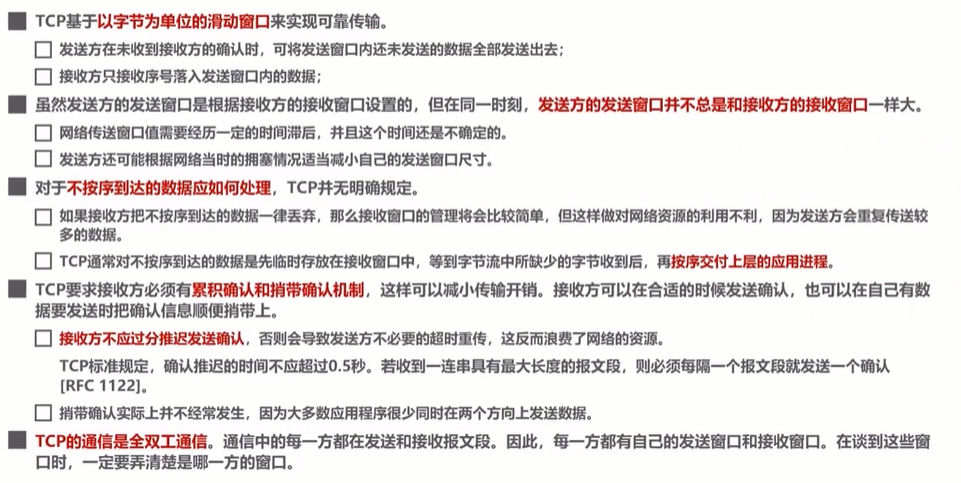 TCP基于以字节为单位的滑动窗口来实现可靠传输。
发送方在未收到接收方的确认时，可将发送窗口内还未发送的数据全部发送出去；
接收方只接收序号落入发送窗口内的数据；
虽然发送方的发送窗口是根据接收方的接收窗口设置的，但在同一时刻，发送方的发送窗口并不总是和接收方的接收窗口一样大。
网络传送窗口值需要经历一定的时间滞后，并且这个时间还是不确定的。
发送方还可能根据网络当时的拥塞情况适当减小自己的发送窗口尺寸。
对于不按序到达的数据应如何处理，TCP并无明确规定。
如果接收方把不按序到达的数据一律丢弃，那么接收窗口的管理将会比较简单，但这样做对网络资源的利用不利，因为发送方会重复传送较
多的数据。
TCP通常对不按序到达的数据是先临时存放在接收窗口中，等到字节流中所缺少的字节收到后，再按序交付上层的应用进程。
TCP要求接收方必须有累积确认和捎带确认机制，这样可以减小传输开销。接收方可以在合适的时候发送确认，也可以在自己有数
据要发送时把确认信息顺便捎带上。
接收方不应过分推迟发送确认，否则会导致发送方不必要的超时重传，这反而浪费了网络的资源。
TCP标准规定，确认推迟的时间不应超过0.5秒。若收到一连串具有最大长度的报文段，则必须每隔一个报文段就发送一个确认
[RFC 1122]。
捎带确认实际上并不经常发生，因为大多数应用程序很少同时在两个方向上发送数据。
TCP的通信是全双工通信。通信中的每一方都在发送和接收报文段。因此，每一方都有自己的发送窗口和接收窗口。在谈到这些窗
口时，一定要弄清楚是哪一方的窗口。